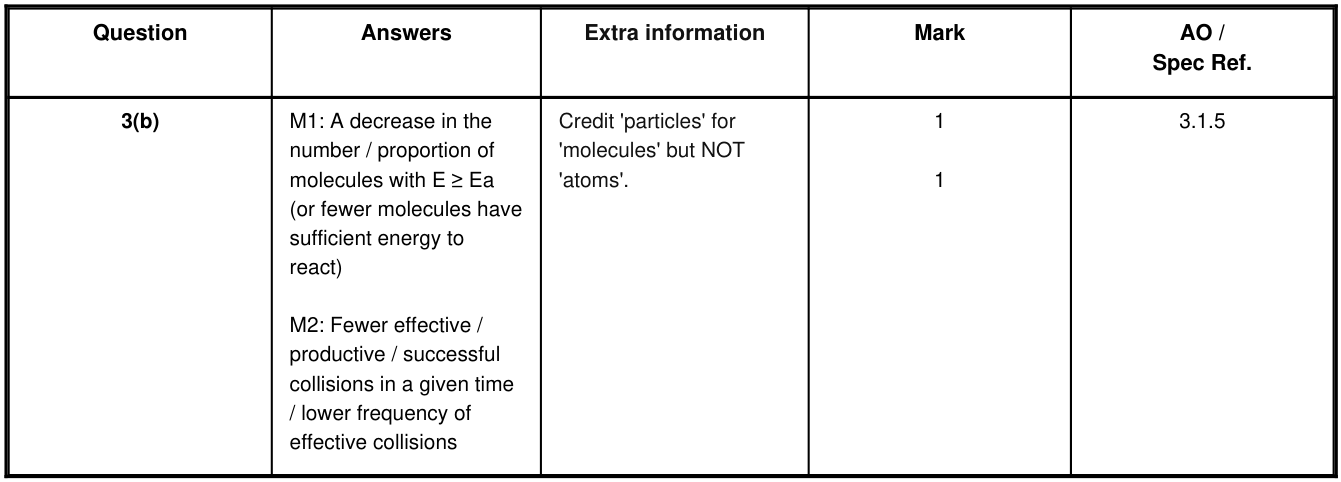 Question
Answers
Extra information
Mark
AO /
Spec Ref.
3(b)
M1: A decrease in the
number / proportion of
molecules with E ≥ Ea
(or fewer molecules have
sufficient energy to
react)
M2: Fewer effective /
productive / successful
collisions in a given time
/ lower frequency of
effective collisions
Credit 'particles' for
'molecules' but NOT
'atoms'.
1
1
3.1.5